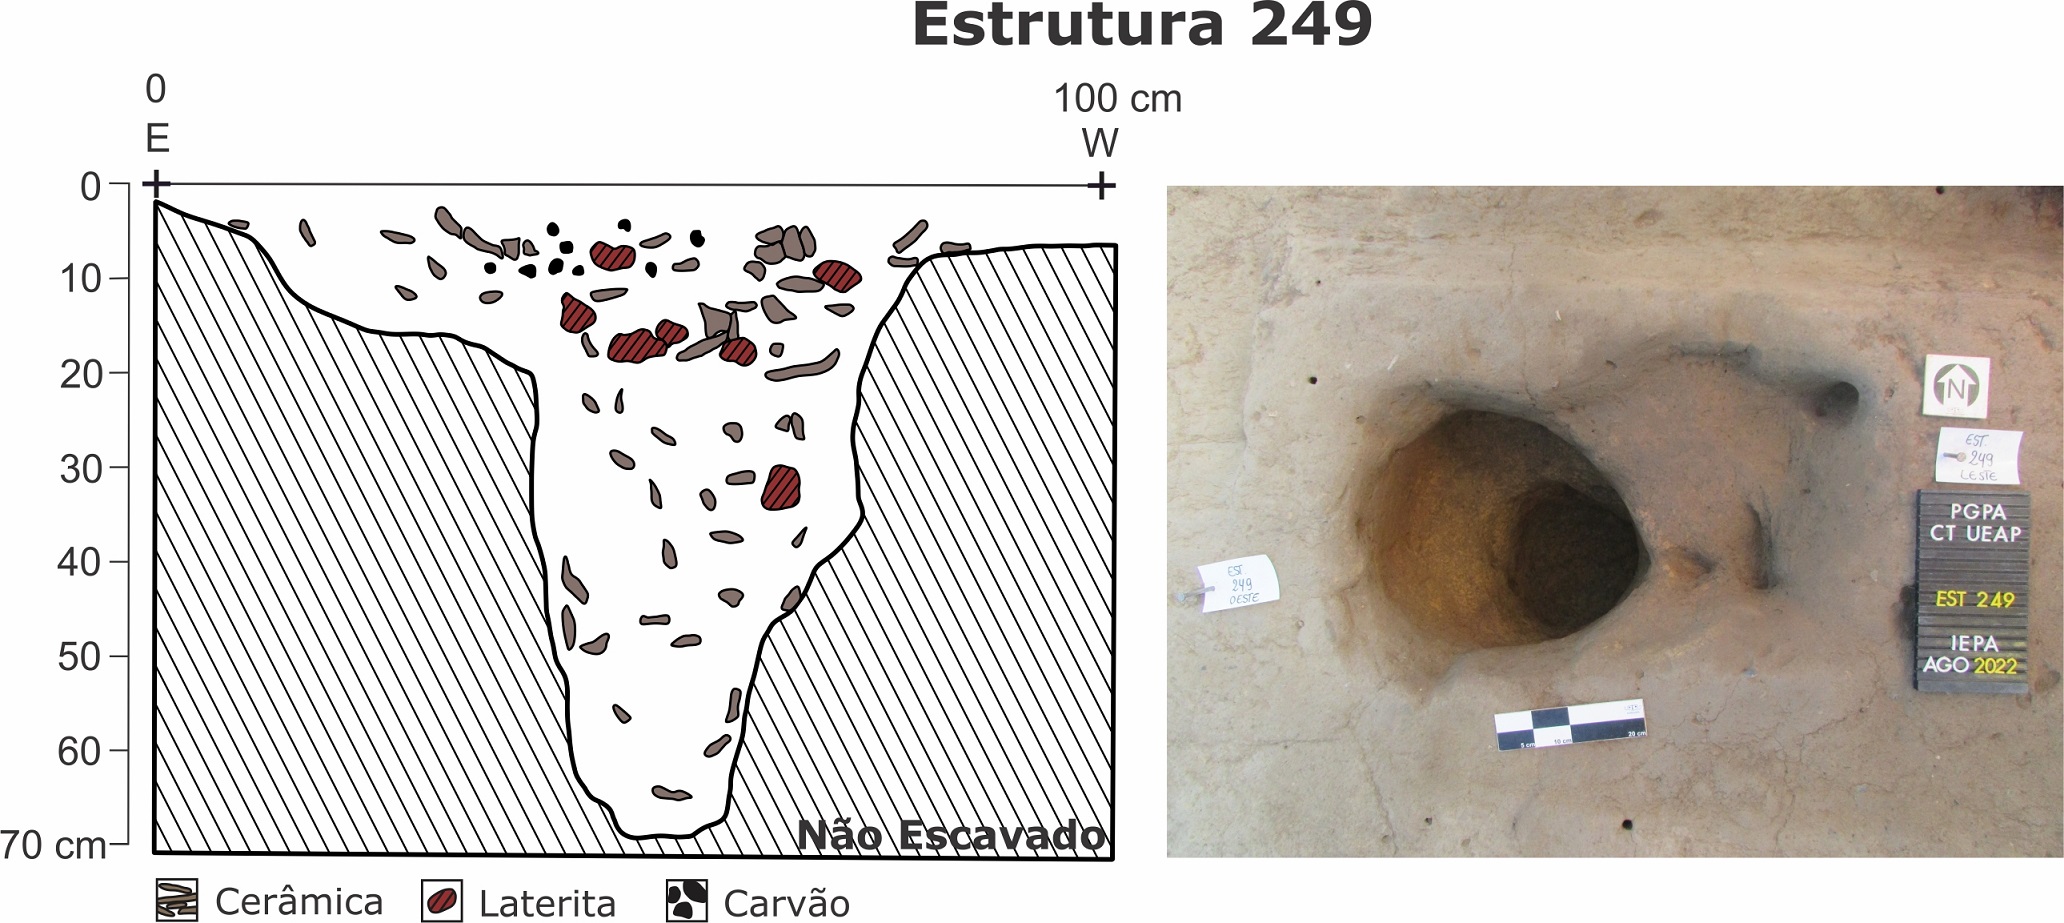 Estrutura 249
0
100 cm
E
W
0
10
20
30
40
50
60
70 cm
Não Escavado
Cerâmica
Laterita
Carvão
N
EST.
249
LESTE
PGPA
CT UEAP
EST 249
IEPA
AGO 2022
EST.
249
OESTE
5 cm
10 cm
20 cm